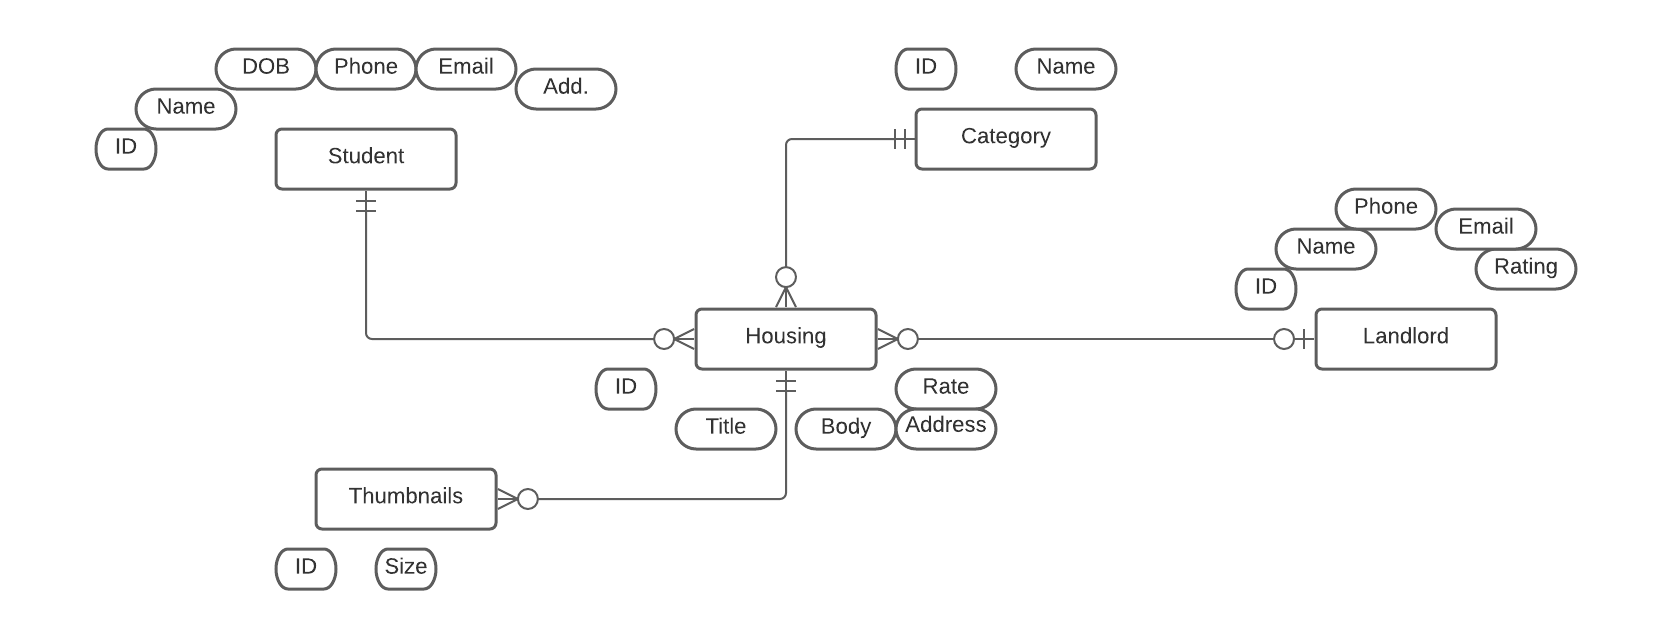 DOB
Phone
Email
Add.
Name
ID
Student
ID
Name
Category
Phone
Email
Name
Rating
ID
Landlord
Housing
ID
Rate
Title
Body
Address
Thumbnails
ID
Size